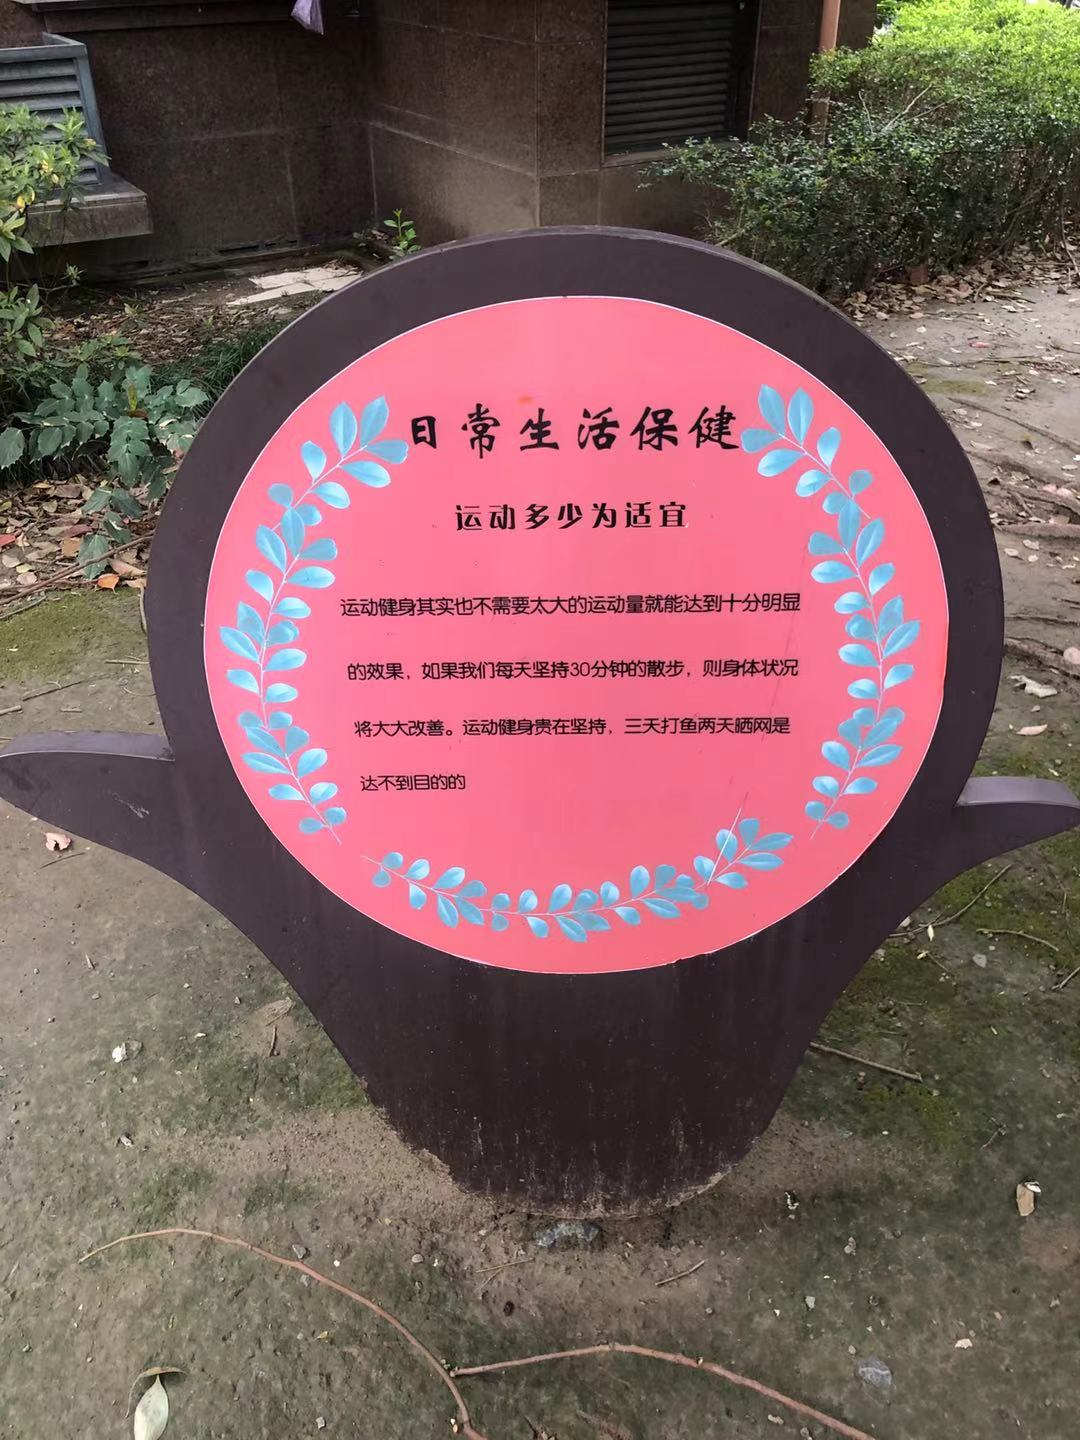 日常生活保健
运动多少为适宜
运动健身其实也不需要太大的运动量就能达到十分明显
的效果，如果我们每天坚持30分钟的散步，则身体状况
将大大改善。运动健身贵在坚持，三天打鱼两天晒网是
达不到目的的